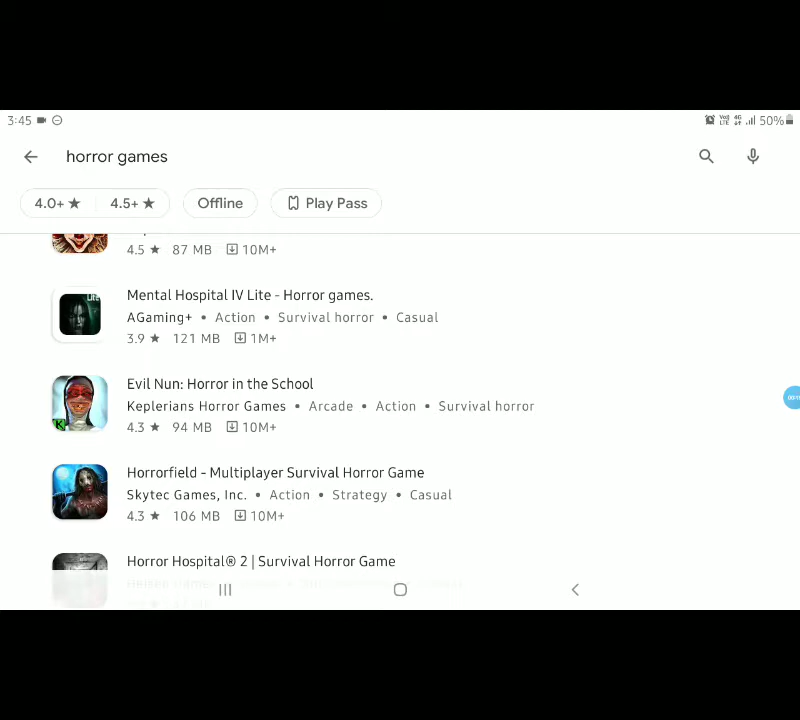 3:45
Vo) LTE 4G 50%
horror games
4.0+ ★ 4.5+ ★ Offline Play Pass
4.5 ★ 87 MB 10M+
Mental Hospital IV Lite - Horror games.
AGaming+ • Action • Survival horror • Casual
3.9 ★ 121 MB 1M+
Evil Nun: Horror in the School
Keplerians Horror Games • Arcade • Action • Survival horror
4.3 ★ 94 MB 10M+
Horrorfield - Multiplayer Survival Horror Game
Skytec Games, Inc. • Action • Strategy • Casual
4.3 ★ 106 MB 10M+
Horror Hospital® 2 | Survival Horror Game